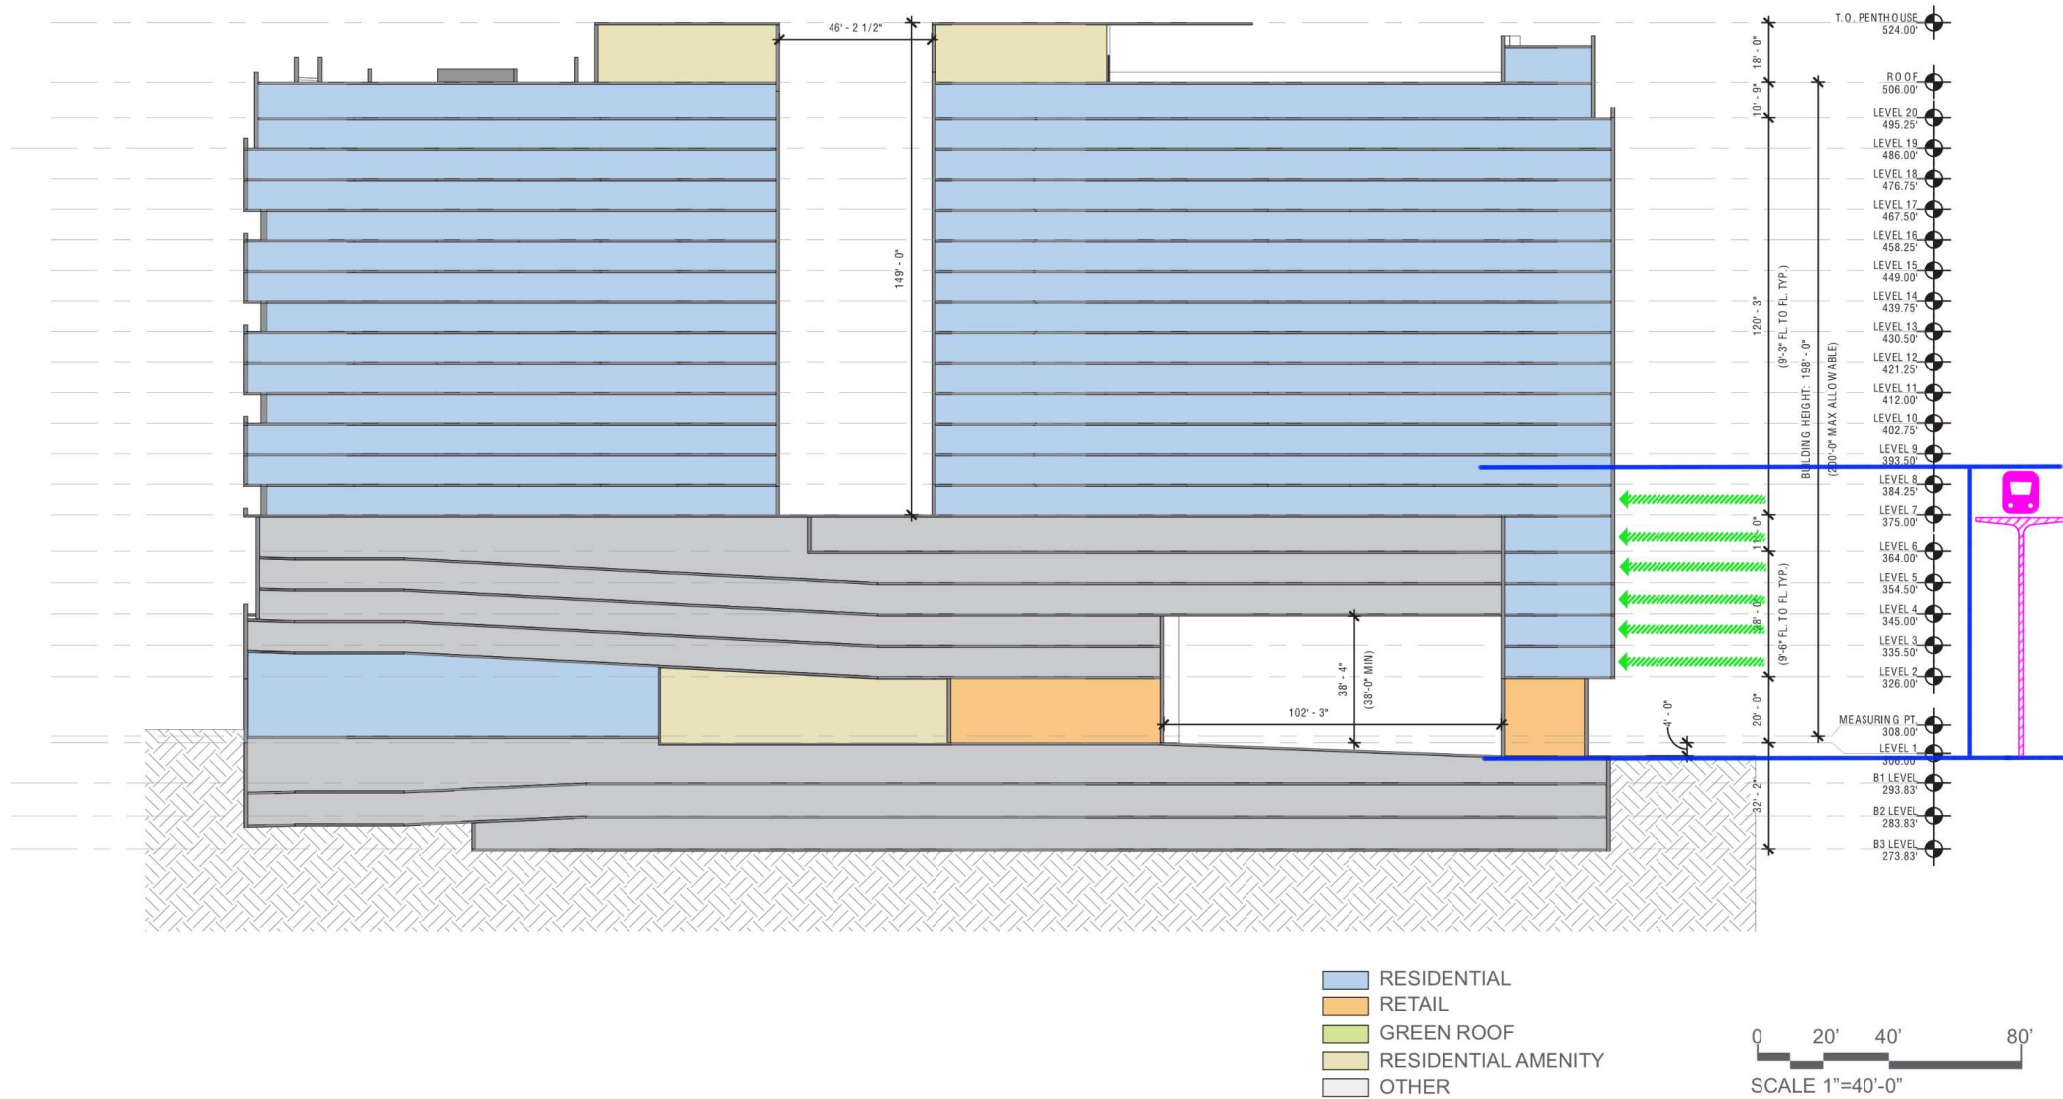 T.O. PENTHOUSE
524.00'
46' - 2 1/2"
18' - 0"
ROOF
506.00'
10' - 9"
LEVEL 20
495.25'
LEVEL 19
486.00'
LEVEL 18
476.75'
LEVEL 17
467.50'
LEVEL 16
458.25'
149' - 0"
LEVEL 15
449.00'
LEVEL 14
439.75'
120' - 3"
(9'-3" FL. TO FL. TYP.)
LEVEL 13
430.50'
LEVEL 12
421.25'
BUILDING HEIGHT: 198' - 0"
(200'-0" MAX ALLOWABLE)
LEVEL 11
412.00'
LEVEL 10
402.75'
LEVEL 9
393.50'
LEVEL 8
384.25'
LEVEL 7
375.00'
11' - 0"
LEVEL 6
364.00'
LEVEL 5
354.50'
(9'-6" FL. TO FL. TYP.)
LEVEL 4
345.00'
LEVEL 3
335.50'
LEVEL 2
326.00'
38' - 4"
(38'-0" MIN)
102' - 3"
20' - 0"
4' - 0"
MEASURING PT.
308.00'
LEVEL 1
306.00'
B1 LEVEL
293.83'
32' - 2"
B2 LEVEL
283.83'
B3 LEVEL
273.83'
RESIDENTIAL
RETAIL
GREEN ROOF
RESIDENTIAL AMENITY
OTHER
0 20' 40' 80'
SCALE 1"=40'-0"